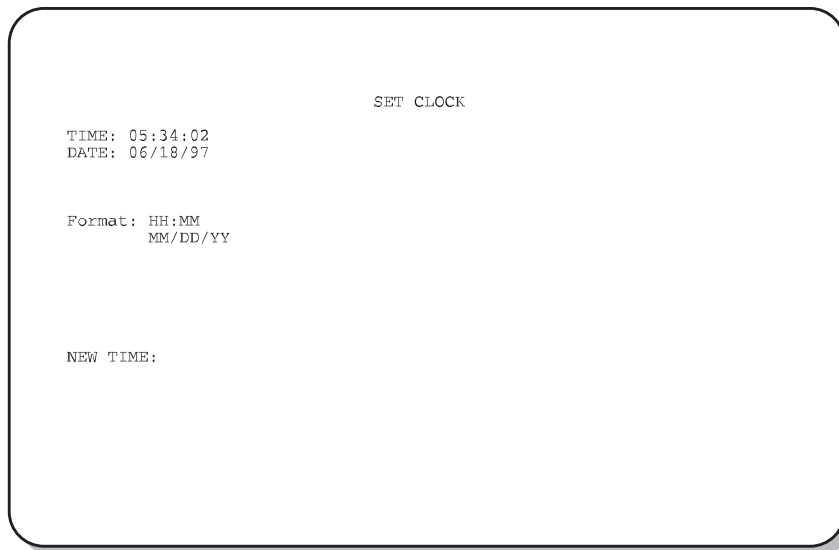 SET CLOCK
TIME: 05:34:02
DATE: 06/18/97
Format: HH:MM
MM/DD/YY
NEW TIME: